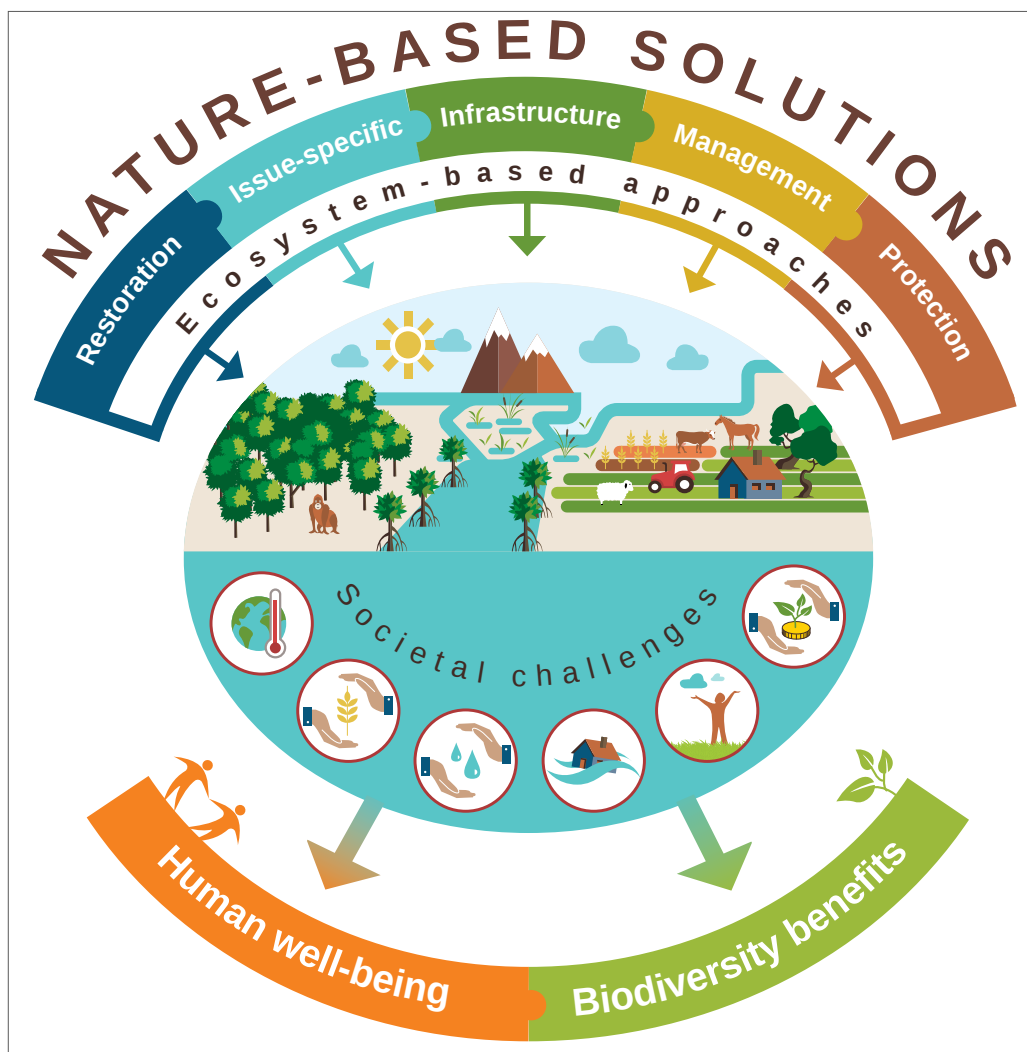 NATURE-BASED SOLUTIONS
Restoration
Issue-specific
Infrastructure
Management
Protection
Ecosystem-based approaches
Societal challenges
Human well-being
Biodiversity benefits